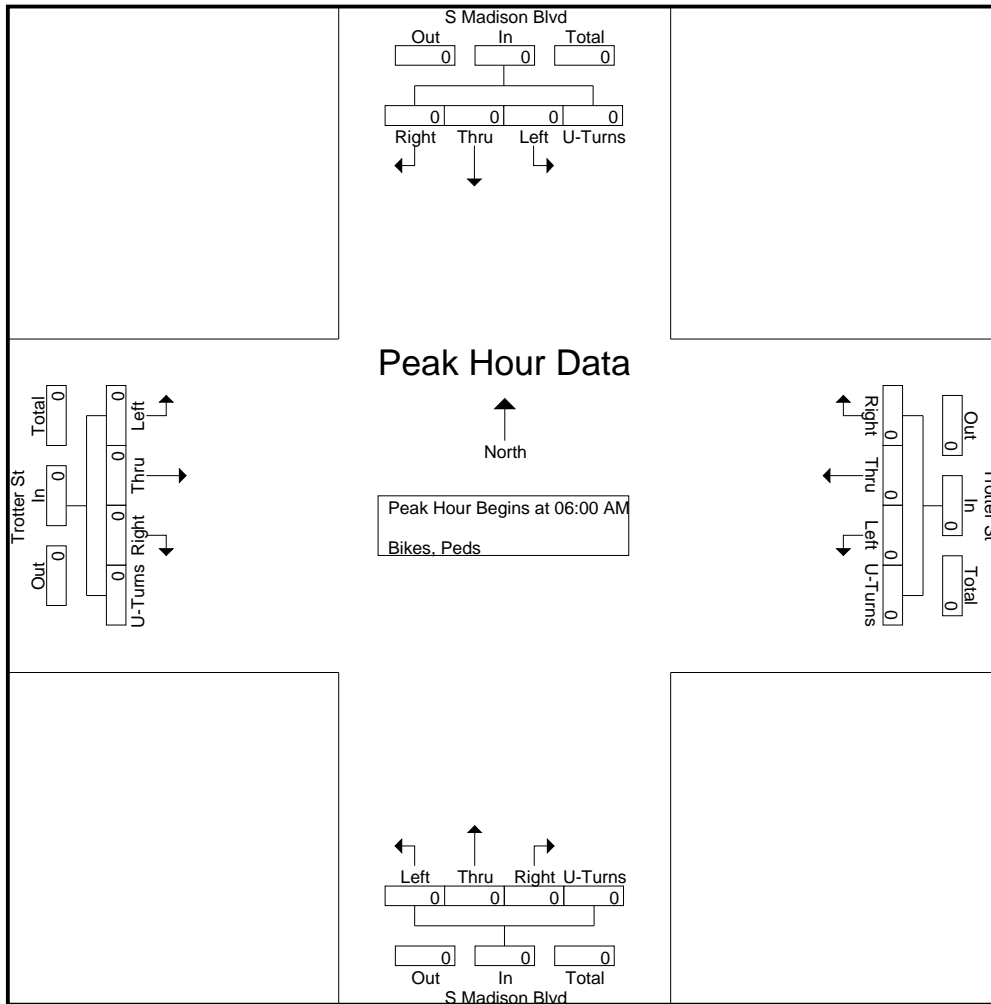 S Madison Blvd
Out In Total
0 0 0
0 0 0 0
Right Thru Left U-Turns
Peak Hour Data
North
Peak Hour Begins at 06:00 AM
Bikes, Peds
Trotter St
Total In Out
0 0 0
0 0 0 0
Left Thru Right U-Turns
Trotter St
Out In Total
0 0 0
0 0 0 0
Right Thru Left U-Turns
Left Thru Right U-Turns
0 0 0 0
0 0 0
Out In Total
S Madison Blvd